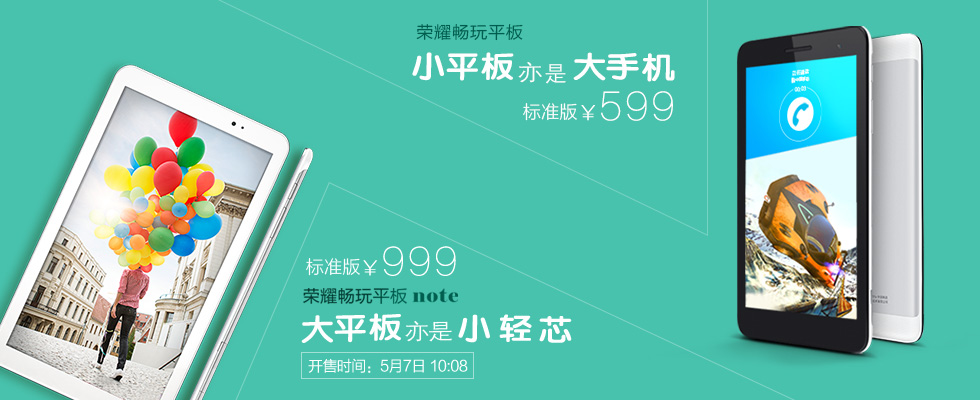 荣耀畅玩平板
小平板 亦是 大手机
标准版 ¥599
标准版 ¥999
荣耀畅玩平板 note
大平板 亦是 小轻芯
开售时间：5月7日 10:08